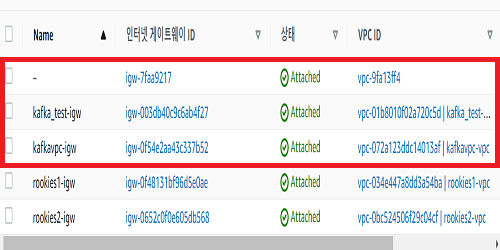 Name ▲ 인터넷 게이트웨이 ID ▽ 상태 ▽ VPC ID ▽
– igw-7faa9217 Attached vpc-9fa13ff4
kafka_test-igw igw-003db40c9c6ab4f27 Attached vpc-01b8010f02a720c5d | kafka_test-...
kafkavpc-igw igw-0f54e2aa43c337b52 Attached vpc-072a123ddc14013af | kafkavpc-vpc
rookies1-igw igw-0f48131bf96d5e0ae Attached vpc-034e447a8dd3a54ba | rookies1-vpc
rookies2-igw igw-0652c0f0e605db568 Attached vpc-0bc524506f29c04cf | rookies2-vpc